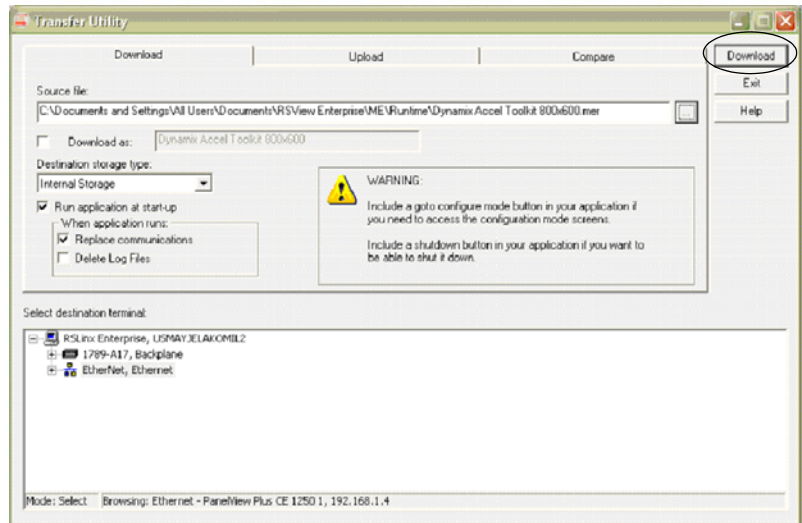 Transfer Utility
Download
Upload
Compare
Download
Exit
Help
Source file:
C:\Documents and Settings\All Users\Documents\RSView Enterprise\ME\Runtime\Dynamix Accel Toolkit 800x600.mer
...
Download as:
Dynamix Accel Toolkit 800x600
Destination storage type:
Internal Storage
Run application at start-up
When application runs:
Replace communications
Delete Log Files
WARNING:
Include a goto configure mode button in your application if
you need to access the configuration mode screens.
Include a shutdown button in your application if you want to
be able to shut it down.
Select destination terminal:
RSLinx Enterprise, USMAYJELAKOMIL2
1789-A17, Backplane
EtherNet, Ethernet
Mode: Select
Browsing: Ethernet - PanelView Plus CE 1250 1, 192.168.1.4